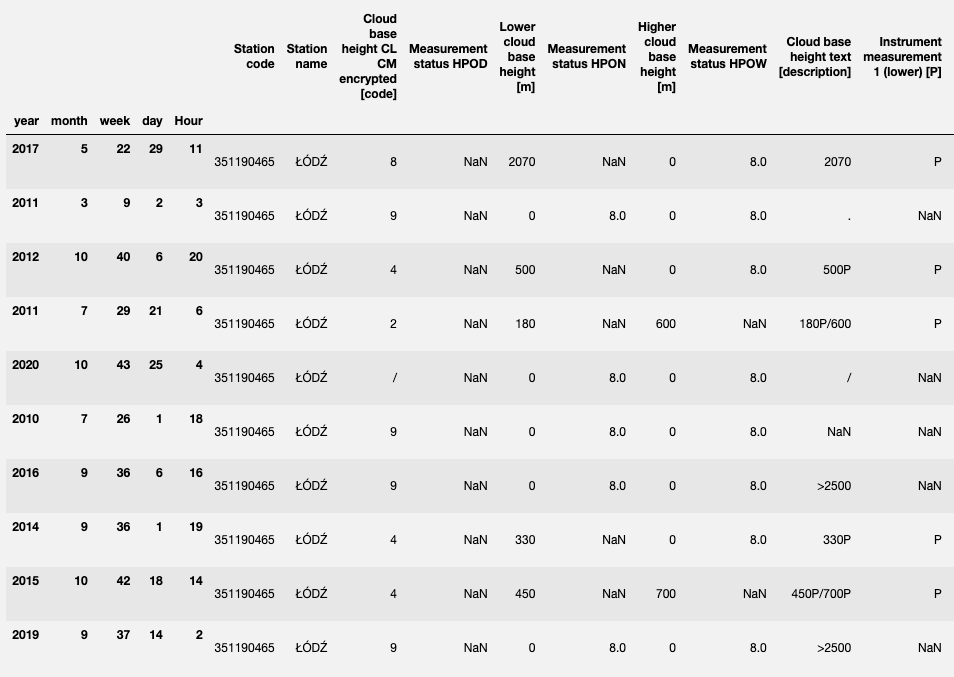 Station code Station name Cloud base height CL CM encrypted [code] Measurement status HPOD Lower cloud base height [m] Measurement status HPON Higher cloud base height [m] Measurement status HPOW Cloud base height text [description] Instrument measurement 1 (lower) [P]
year month week day Hour
2017 5 22 29 11 351190465 ŁÓDŹ 8 NaN 2070 NaN 0 8.0 2070 P
2011 3 9 2 3 351190465 ŁÓDŹ 9 NaN 0 8.0 0 8.0 . NaN
2012 10 40 6 20 351190465 ŁÓDŹ 4 NaN 500 NaN 0 8.0 500P P
2011 7 29 21 6 351190465 ŁÓDŹ 2 NaN 180 NaN 600 NaN 180P/600 P
2020 10 43 25 4 351190465 ŁÓDŹ / NaN 0 8.0 0 8.0 / NaN
2010 7 26 1 18 351190465 ŁÓDŹ 9 NaN 0 8.0 0 8.0 NaN NaN
2016 9 36 6 16 351190465 ŁÓDŹ 9 NaN 0 8.0 0 8.0 >2500 NaN
2014 9 36 1 19 351190465 ŁÓDŹ 4 NaN 330 NaN 0 8.0 330P P
2015 10 42 18 14 351190465 ŁÓDŹ 4 NaN 450 NaN 700 NaN 450P/700P P
2019 9 37 14 2 351190465 ŁÓDŹ 9 NaN 0 8.0 0 8.0 >2500 NaN